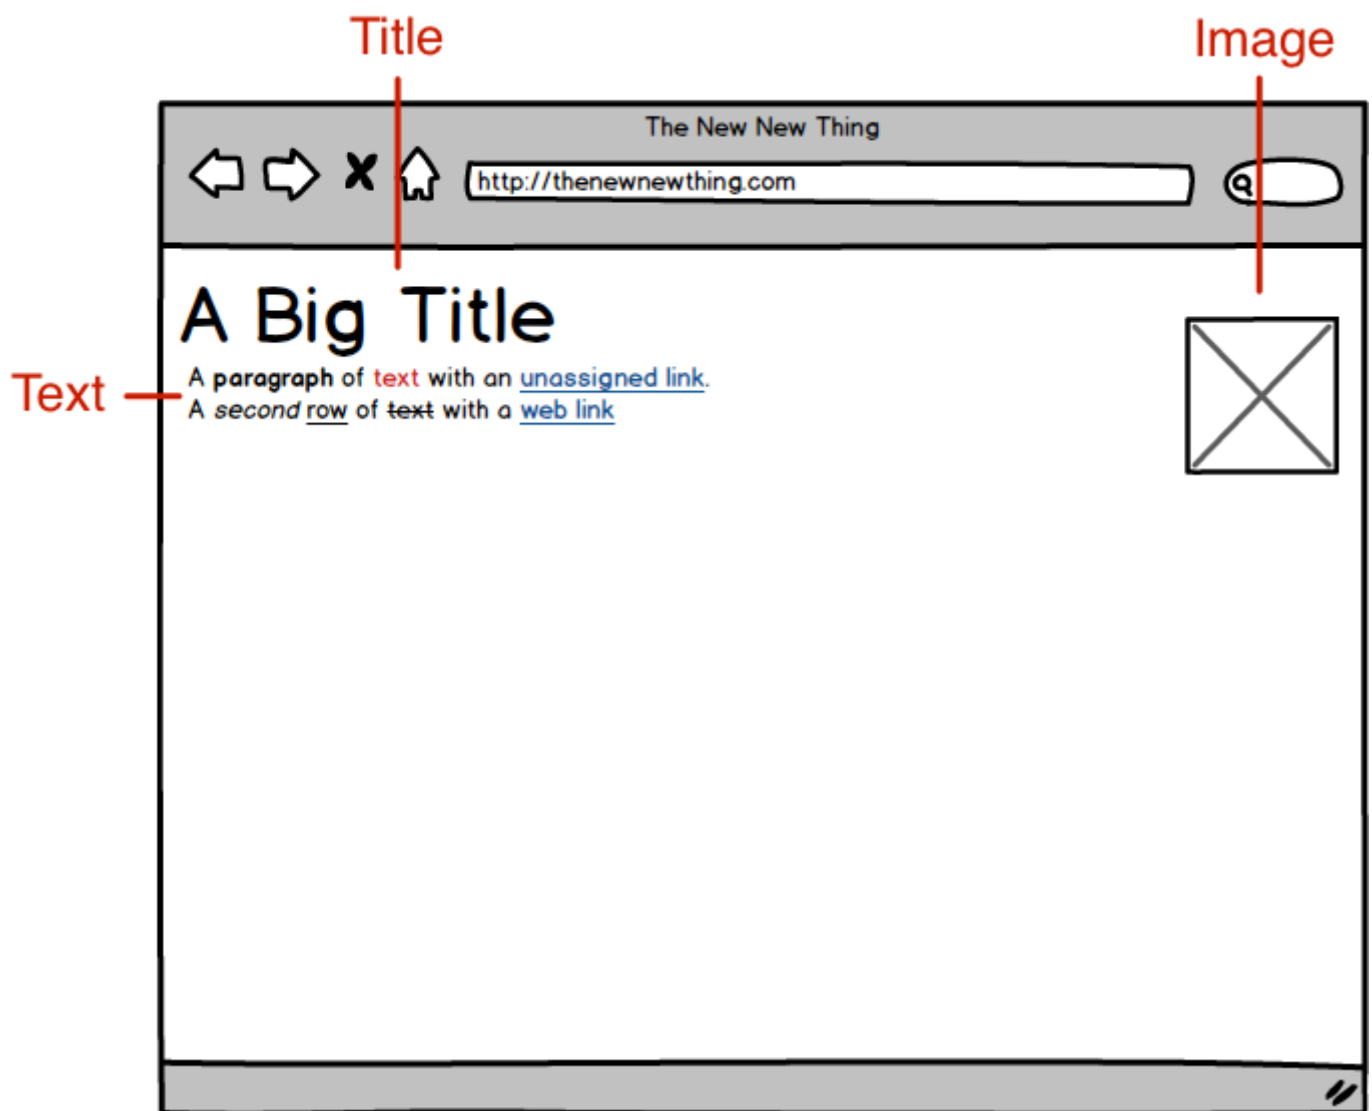 Title
Image
The New New Thing
http://thenewnewthing.com
A Big Title
Text
A paragraph of text with an unassigned link.
A second row of text with a web link